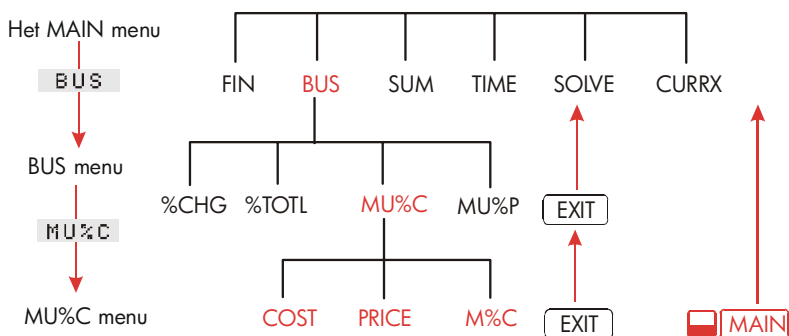 Het MAIN menu
BUS
FIN BUS SUM TIME SOLVE CURRX
BUS menu
%CHG %TOTL MU%C MU%P EXIT
MU%C
MU%C menu
COST PRICE M%C EXIT MAIN